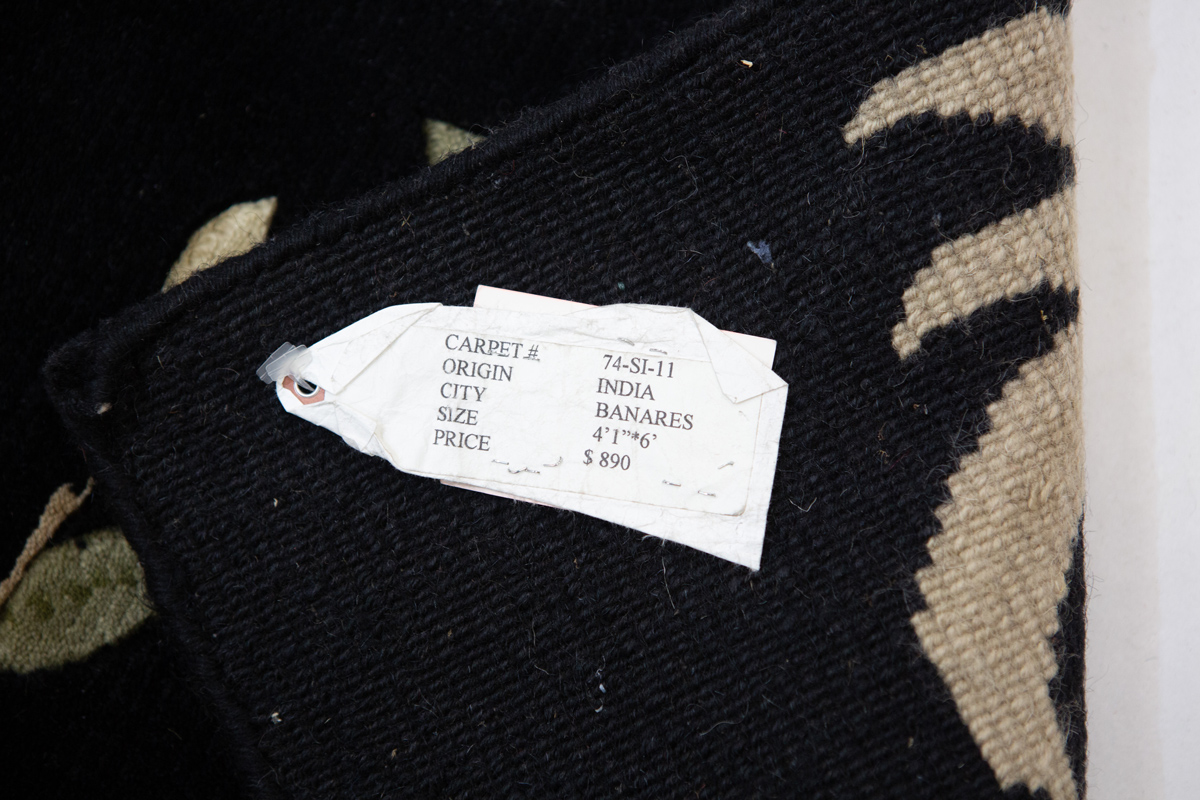 CARPET # 74-SI-11
ORIGIN INDIA
CITY BANARES
SIZE 4'1"*6'
PRICE $ 890